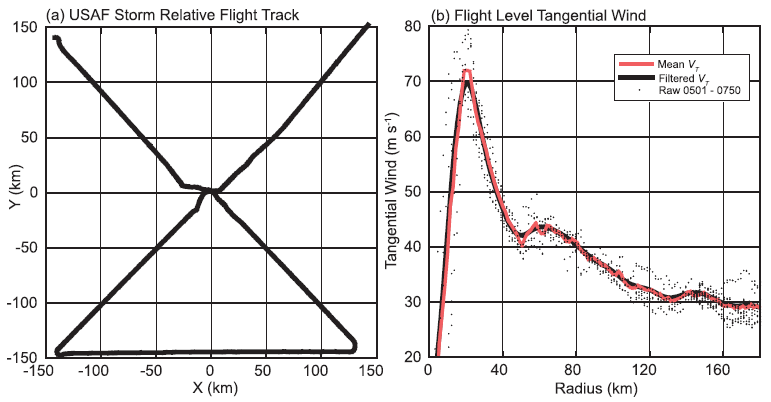 (a) USAF Storm Relative Flight Track
150
100
50
0
-50
-100
-150
-150 -100 -50 0 50 100 150
X (km)
Y (km)
(b) Flight Level Tangential Wind
80
70
60
50
40
30
20
0 40 80 120 160
Radius (km)
Tangential Wind (m s⁻¹)
Mean V_T
Filtered V_T
Raw 0501 - 0750